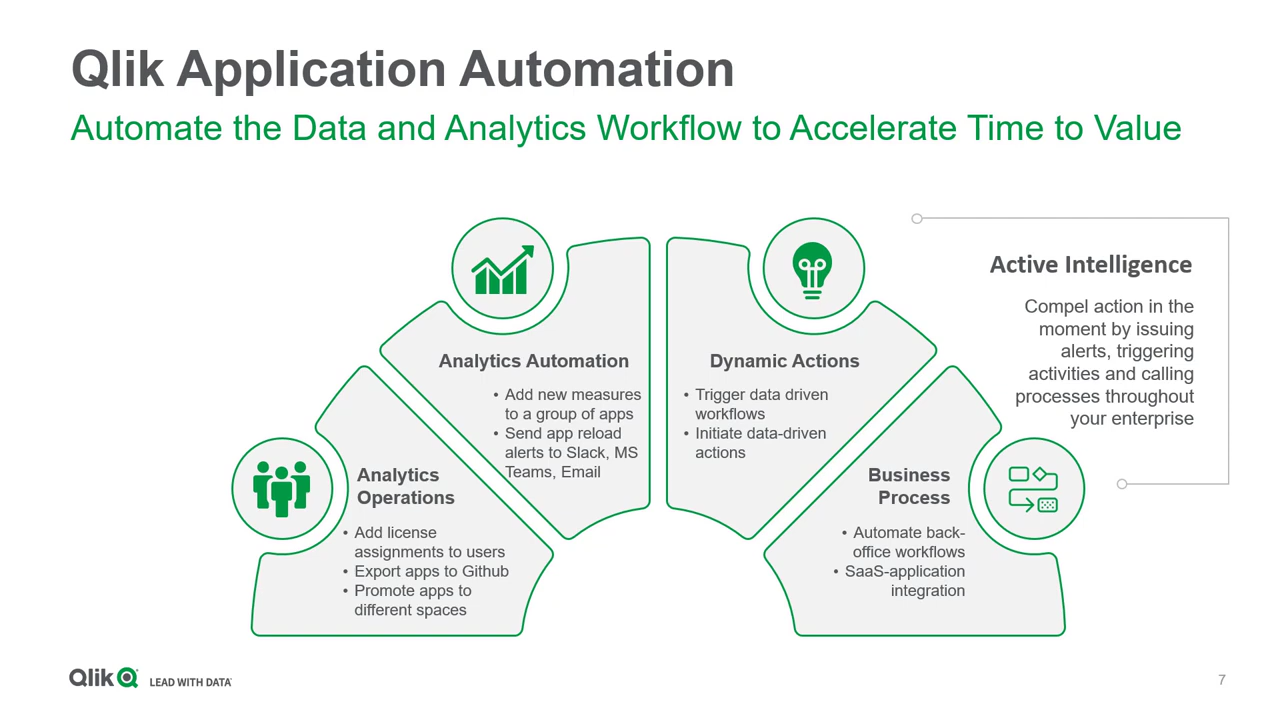 Qlik Application Automation
Automate the Data and Analytics Workflow to Accelerate Time to Value
Analytics
Operations
• Add license
assignments to users
• Export apps to Github
• Promote apps to
different spaces
Analytics Automation
• Add new measures
to a group of apps
• Send app reload
alerts to Slack, MS
Teams, Email
Dynamic Actions
• Trigger data driven
workflows
• Initiate data-driven
actions
Business
Process
• Automate back-
office workflows
• SaaS-application
integration
Active Intelligence
Compel action in the
moment by issuing
alerts, triggering
activities and calling
processes throughout
your enterprise
Qlik LEAD WITH DATA
7